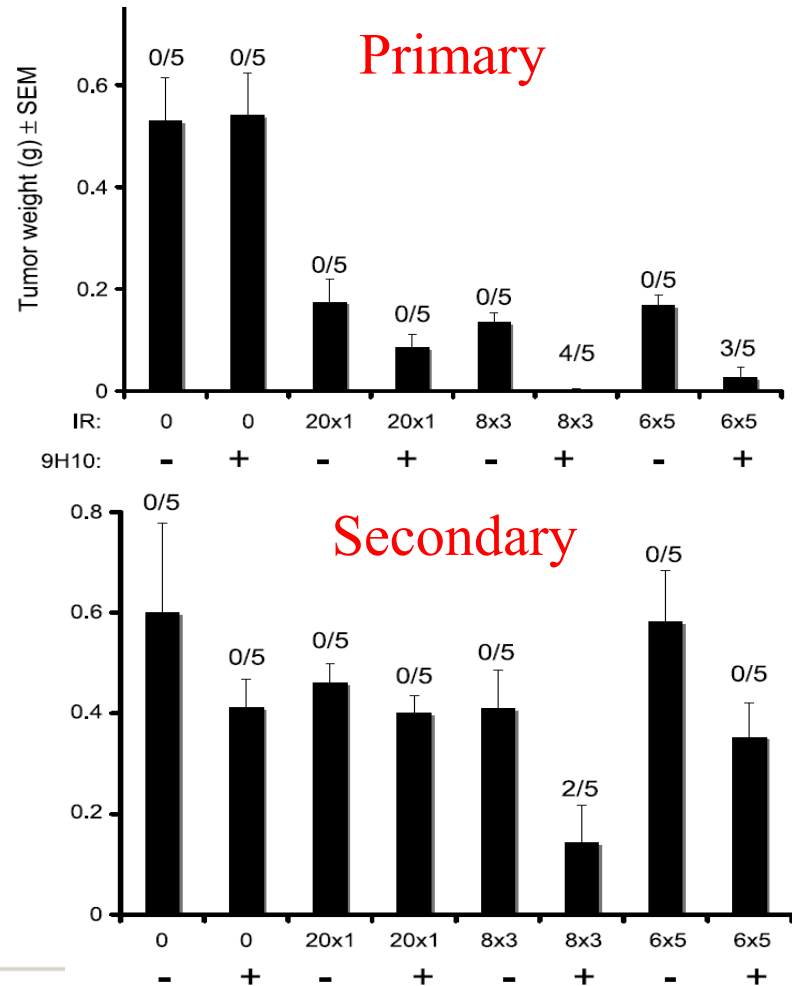 Primary
Tumor weight (g) ± SEM
0.6
0.4
0.2
0
0/5 0/5 0/5 0/5 0/5 4/5 0/5 3/5
IR: 0 0 20x1 20x1 8x3 8x3 6x5 6x5
9H10: - + - + - + - +
Secondary
0.8
0.6
0.4
0.2
0
0/5 0/5 0/5 0/5 0/5 2/5 0/5 0/5
0 0 20x1 20x1 8x3 8x3 6x5 6x5
- + - + - + - +